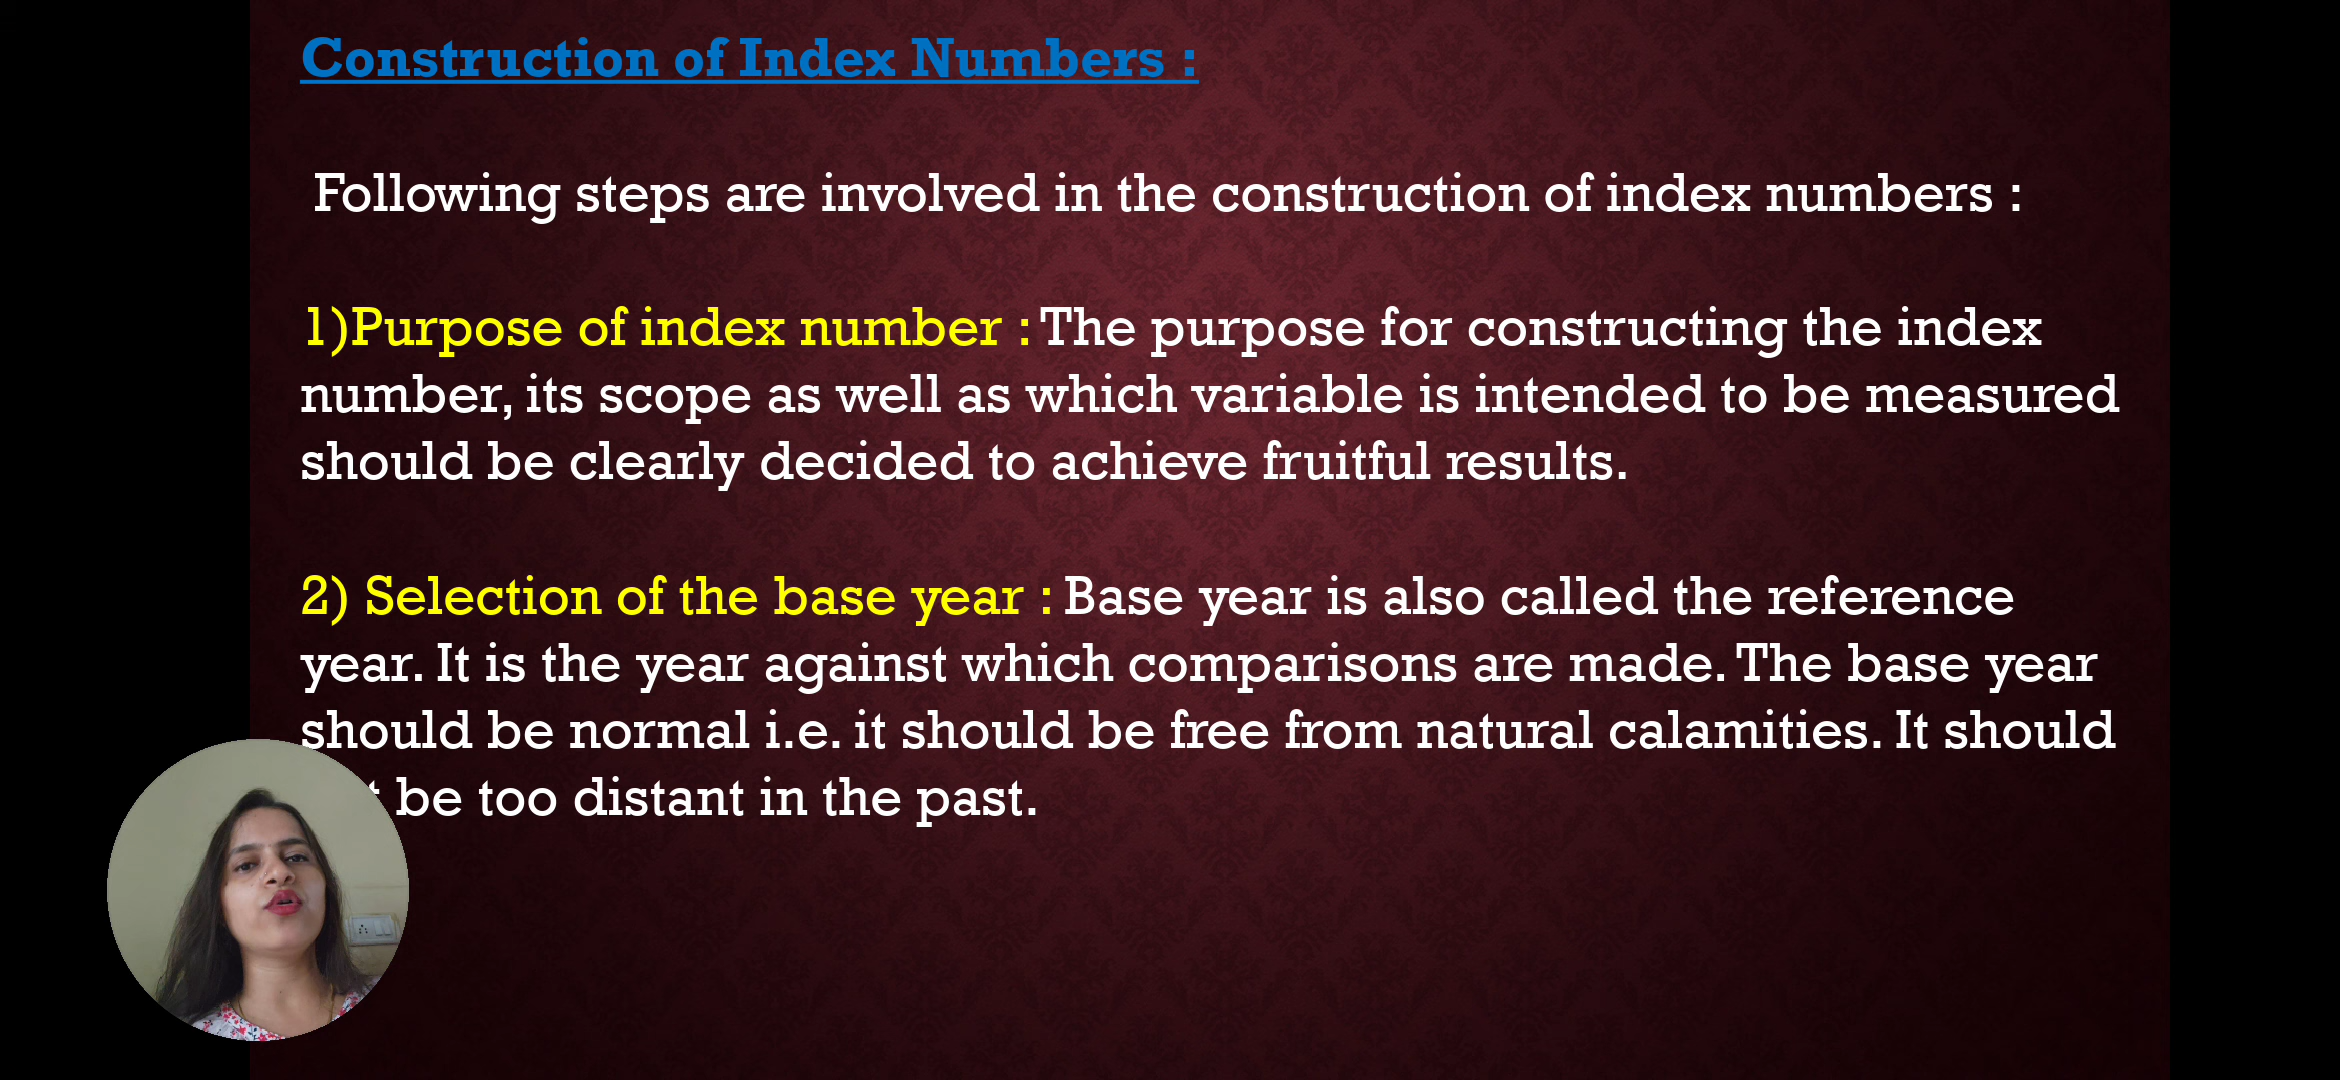 Construction of Index Numbers :
Following steps are involved in the construction of index numbers :
1)Purpose of index number : The purpose for constructing the index
number, its scope as well as which variable is intended to be measured
should be clearly decided to achieve fruitful results.
2) Selection of the base year : Base year is also called the reference
year. It is the year against which comparisons are made. The base year
should be normal i.e. it should be free from natural calamities. It should
be too distant in the past.